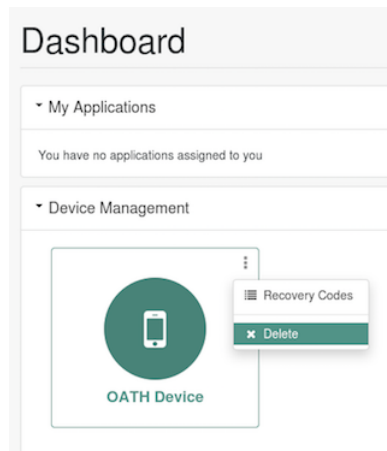 Dashboard
My Applications
You have no applications assigned to you
Device Management
Recovery Codes
Delete
OATH Device